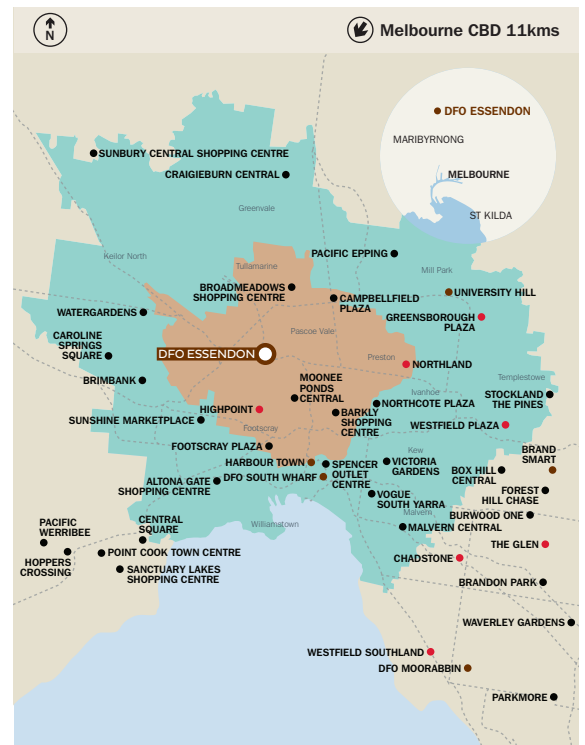 N
Melbourne CBD 11kms
DFO ESSENDON
MARIBYRNONG
MELBOURNE
ST KILDA
SUNBURY CENTRAL SHOPPING CENTRE
CRAIGIEBURN CENTRAL
Greenvale
Keilor North
PACIFIC EPPING
Tullamarine
Mill Park
BROADMEADOWS
SHOPPING CENTRE
UNIVERSITY HILL
CAMPBELLFIELD
PLAZA
WATERGARDENS
GREENSBOROUGH
PLAZA
Pascoe Vale
CAROLINE
SPRINGS
SQUARE
DFO ESSENDON
Preston
NORTHLAND
Templestowe
BRIMBANK
MOONEE
PONDS
CENTRAL
Ivanhoe
STOCKLAND
THE PINES
NORTHCOTE PLAZA
HIGHPOINT
BARKLY
SHOPPING
CENTRE
SUNSHINE MARKETPLACE
Footscray
WESTFIELD PLAZA
FOOTSCRAY PLAZA
Kew
BRAND
SMART
HARBOUR TOWN
SPENCER
OUTLET
CENTRE
VICTORIA
GARDENS
BOX HILL
CENTRAL
DFO SOUTH WHARF
ALTONA GATE
SHOPPING CENTRE
VOGUE
SOUTH YARRA
FOREST
HILL CHASE
Malvern
BURWOOD ONE
PACIFIC
WERRIBEE
CENTRAL
SQUARE
Williamstown
MALVERN CENTRAL
THE GLEN
HOPPERS
CROSSING
POINT COOK TOWN CENTRE
CHADSTONE
SANCTUARY LAKES
SHOPPING CENTRE
BRANDON PARK
WAVERLEY GARDENS
WESTFIELD SOUTHLAND
DFO MOORABBIN
PARKMORE